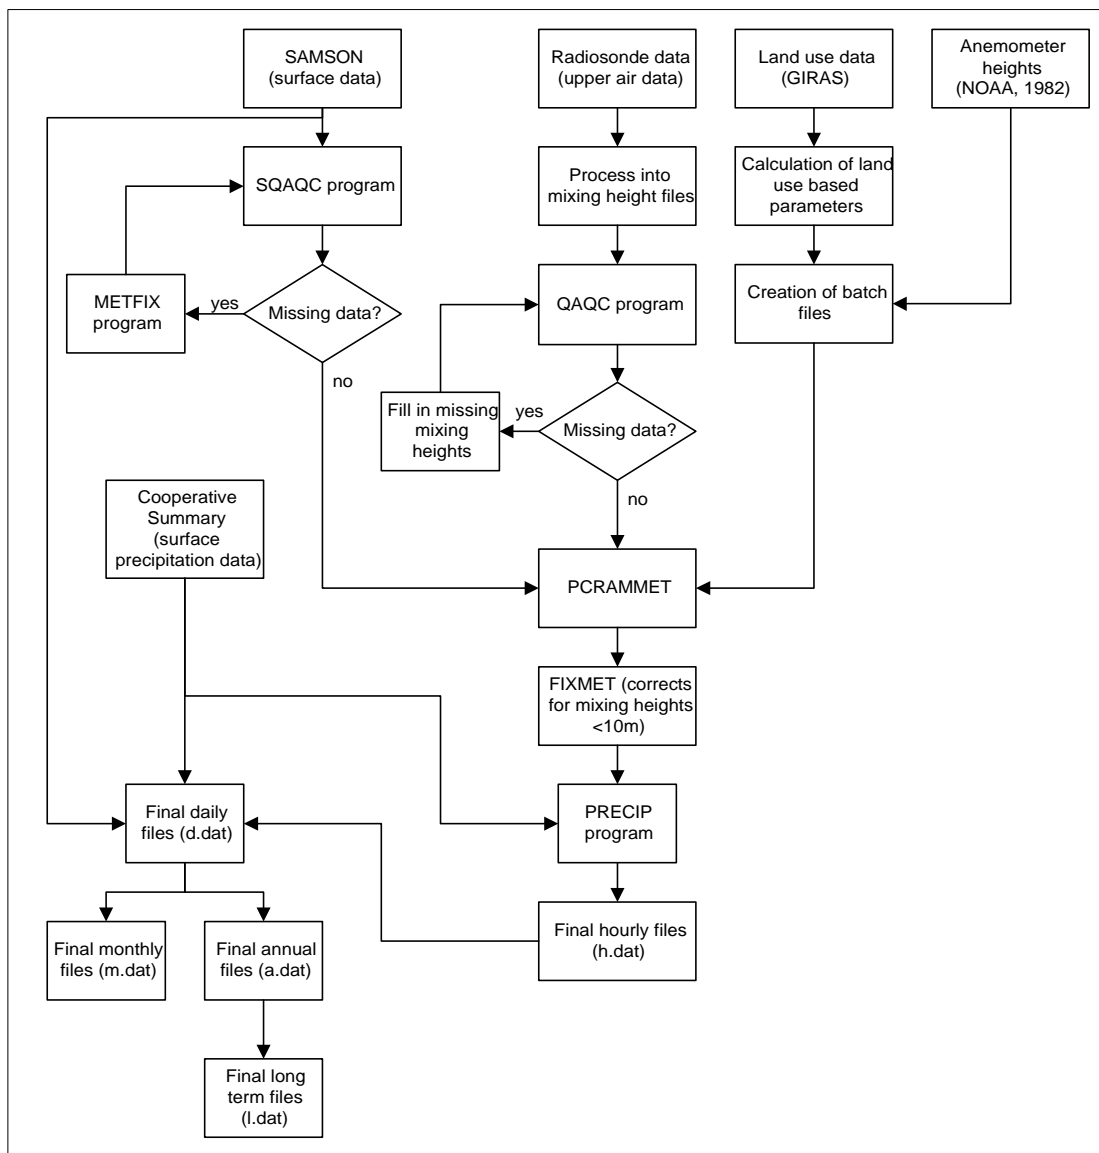 SAMSON
(surface data)
Radiosonde data
(upper air data)
Land use data
(GIRAS)
Anemometer
heights
(NOAA, 1982)
SQAQC program
Process into
mixing height files
Calculation of land
use based
parameters
METFIX
program
yes
Missing data?
no
QAQC program
Creation of batch
files
Fill in missing
mixing
heights
yes
Missing data?
no
Cooperative
Summary
(surface
precipitation data)
PCRAMMET
FIXMET (corrects
for mixing heights
<10m)
Final daily
files (d.dat)
PRECIP
program
Final monthly
files (m.dat)
Final annual
files (a.dat)
Final hourly files
(h.dat)
Final long
term files
(l.dat)